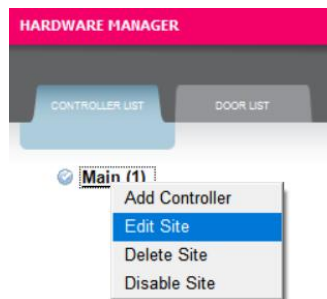 HARDWARE MANAGER
CONTROLLER LIST
DOOR LIST
Main (1)
Add Controller
Edit Site
Delete Site
Disable Site